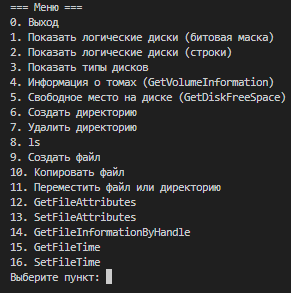 === Меню ===
0. Выход
1. Показать логические диски (битовая маска)
2. Показать логические диски (строки)
3. Показать типы дисков
4. Информация о томах (GetVolumeInformation)
5. Свободное место на диске (GetDiskFreeSpace)
6. Создать директорию
7. Удалить директорию
8. ls
9. Создать файл
10. Копировать файл
11. Переместить файл или директорию
12. GetFileAttributes
13. SetFileAttributes
14. GetFileInformationByHandle
15. GetFileTime
16. SetFileTime
Выберите пункт: